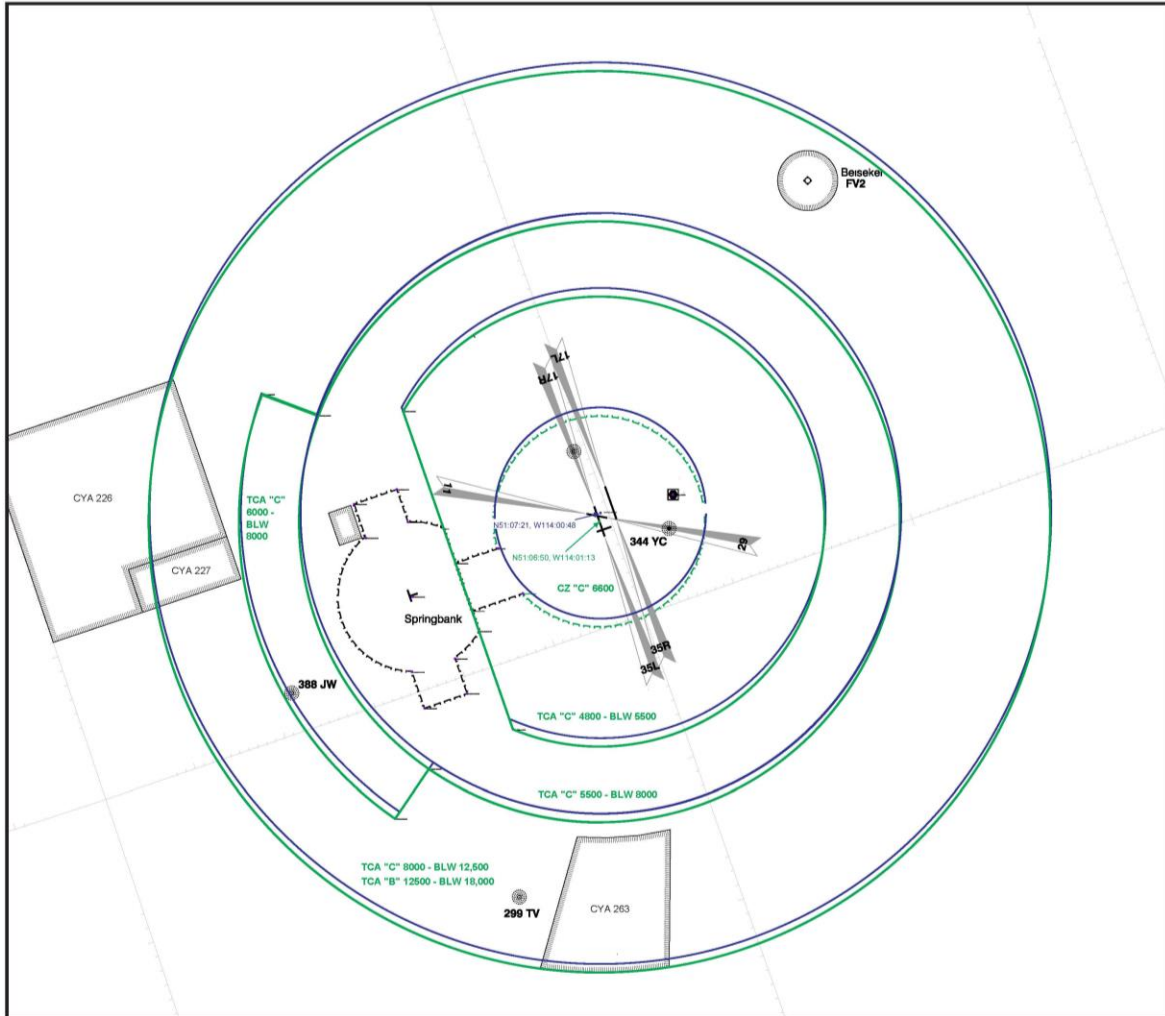 Beiseker
FV2
17L
17R
CYA 226
TCA "C"
6000 -
BLW
8000
11
N51:07:21, W114:00:48
344 YC
29
N51:06:50, W114:01:13
CYA 227
CZ "C" 6600
Springbank
35R
35L
388 JW
TCA "C" 4800 - BLW 5500
TCA "C" 5500 - BLW 8000
TCA "C" 8000 - BLW 12,500
TCA "B" 12500 - BLW 18,000
299 TV
CYA 263